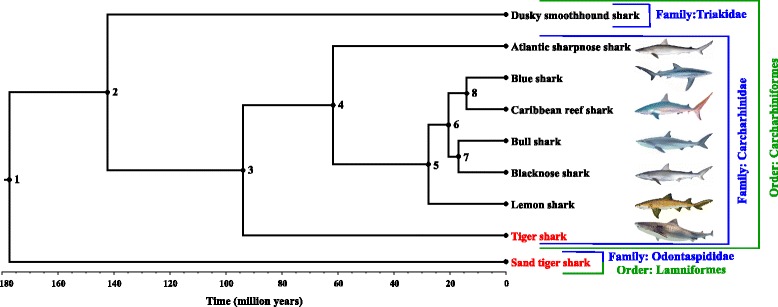 Dusky smoothhound shark
Family:Triakidae
Atlantic sharpnose shark
Blue shark
8
Caribbean reef shark
2
4
6
Bull shark
7
Blacknose shark
5
3
Lemon shark
1
Tiger shark
Family: Carcharhinidae
Order: Carcharhiniformes
Sand tiger shark
Family: Odontaspididae
Order: Lamniformes
180 160 140 120 100 80 60 40 20 0
Time (million years)